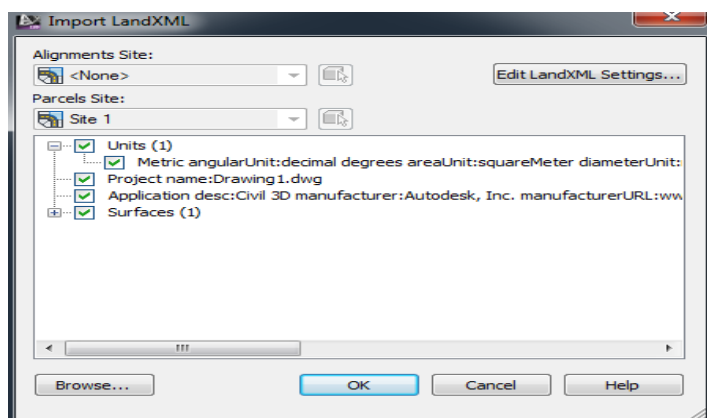 Import LandXML
Alignments Site:
<None>
Edit LandXML Settings...
Parcels Site:
Site 1
Units (1)
Metric angularUnit:decimal degrees areaUnit:squareMeter diameterUnit:
Project name:Drawing1.dwg
Application desc:Civil 3D manufacturer:Autodesk, Inc. manufacturerURL:ww
Surfaces (1)
Browse... OK Cancel Help